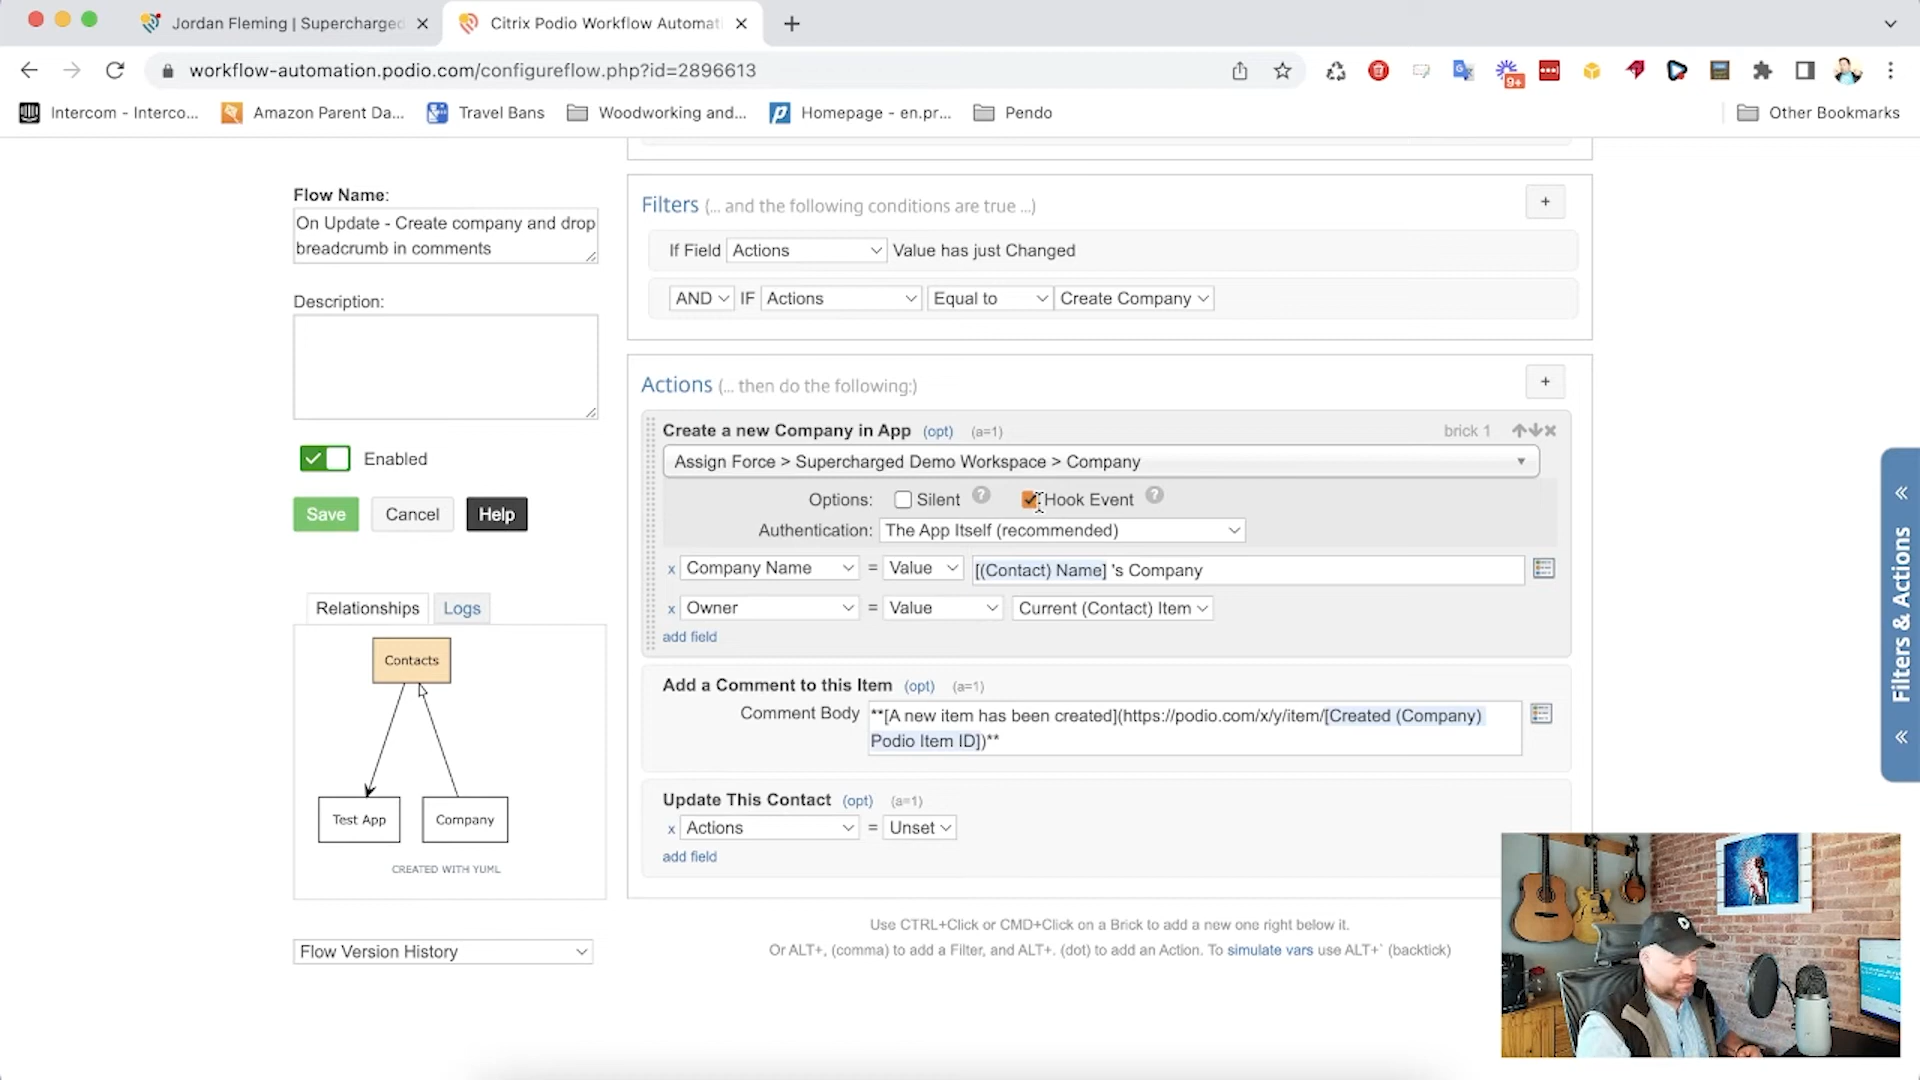 Jordan Fleming | Supercharged
Citrix Podio Workflow Automat
workflow-automation.podio.com/configureflow.php?id=2896613
9+
Intercom - Interco...
Amazon Parent Da...
Travel Bans
Woodworking and...
Homepage - en.pr...
Pendo
Other Bookmarks
Flow Name:
On Update - Create company and drop
breadcrumb in comments
Description:
Enabled
Save
Cancel
Help
Relationships
Logs
Contacts
Test App
Company
CREATED WITH YUML
Flow Version History
Filters (... and the following conditions are true ...)
+
If Field Actions Value has just Changed
AND IF Actions Equal to Create Company
Actions (... then do the following:)
+
Create a new Company in App (opt) (a=1) brick 1
Assign Force > Supercharged Demo Workspace > Company
Options: Silent ? Hook Event ?
Authentication: The App Itself (recommended)
x Company Name = Value [(Contact) Name] 's Company
x Owner = Value Current (Contact) Item
add field
Add a Comment to this Item (opt) (a=1)
Comment Body **[A new item has been created](https://podio.com/x/y/item/[Created (Company)
Podio Item ID])**
Update This Contact (opt) (a=1)
x Actions = Unset
add field
Use CTRL+Click or CMD+Click on a Brick to add a new one right below it.
Or ALT+, (comma) to add a Filter, and ALT+. (dot) to add an Action. To simulate vars use ALT+` (backtick)
Filters & Actions